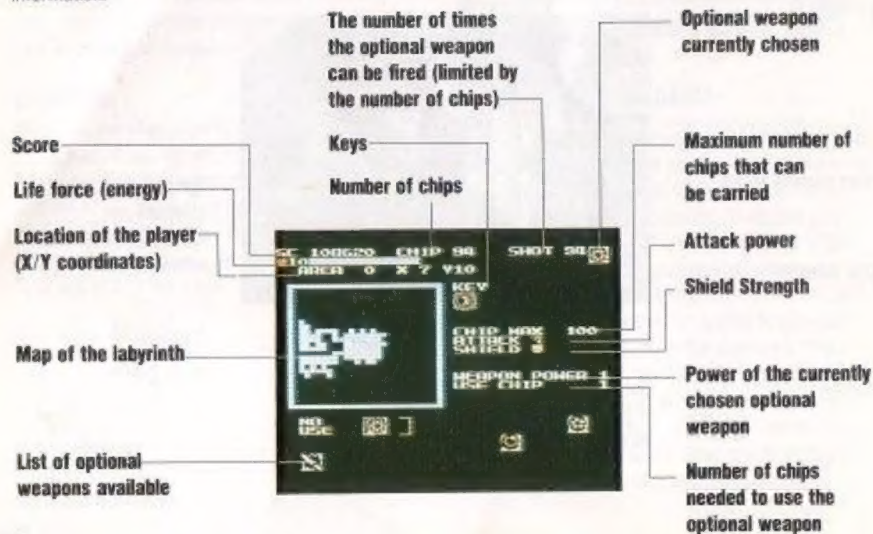 The number of times
the optional weapon
can be fired (limited by
the number of chips)
Optional weapon
currently chosen
Score
Keys
Maximum number of
chips that can
be carried
Life force (energy)
Number of chips
Location of the player
(X/Y coordinates)
Attack power
Shield Strength
SC 108620 CHIP 94 SHOT 94
AREA 0 X 7 Y10
KEY
CHIP MAX 100
ATTACK
SHIELD
WEAPON POWER 1
USE CHIP 1
NO
USE
Map of the labyrinth
Power of the currently
chosen optional
weapon
List of optional
weapons available
Number of chips
needed to use the
optional weapon